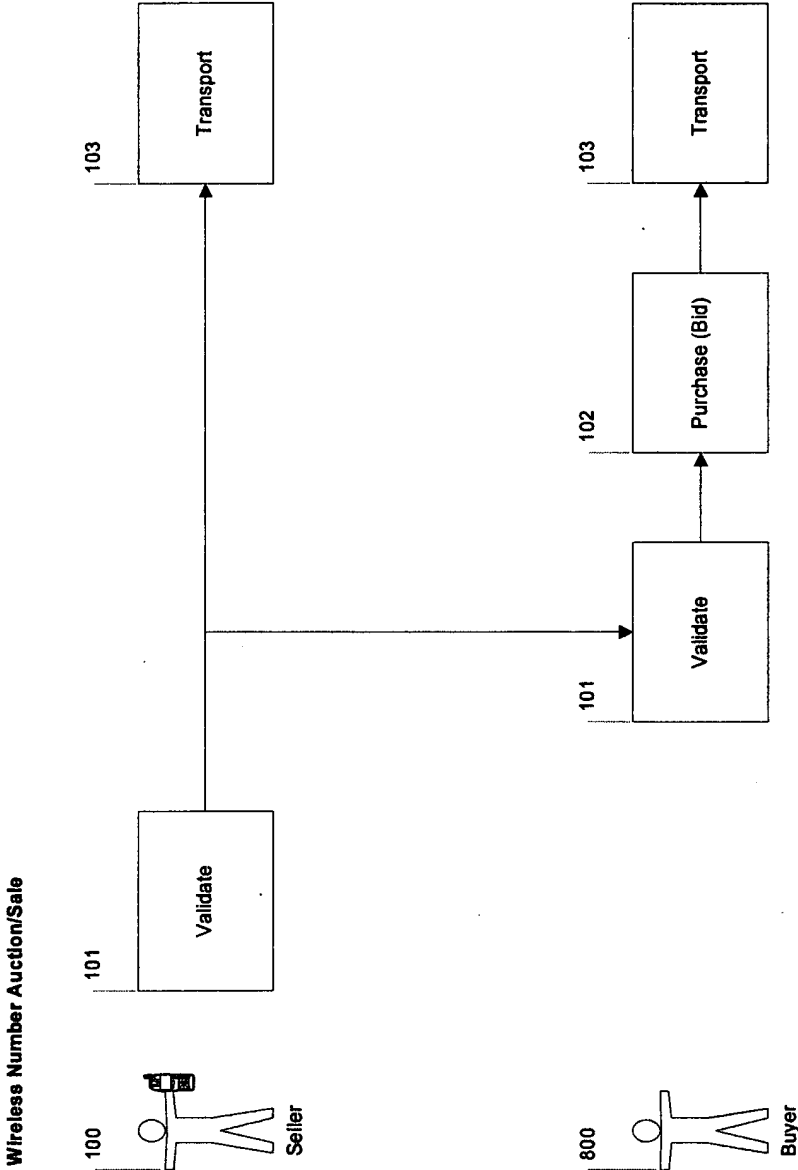 Wireless Number Auction/Sale
100
Seller
101
Validate
103
Transport
800
Buyer
101
Validate
102
Purchase (Bid)
103
Transport